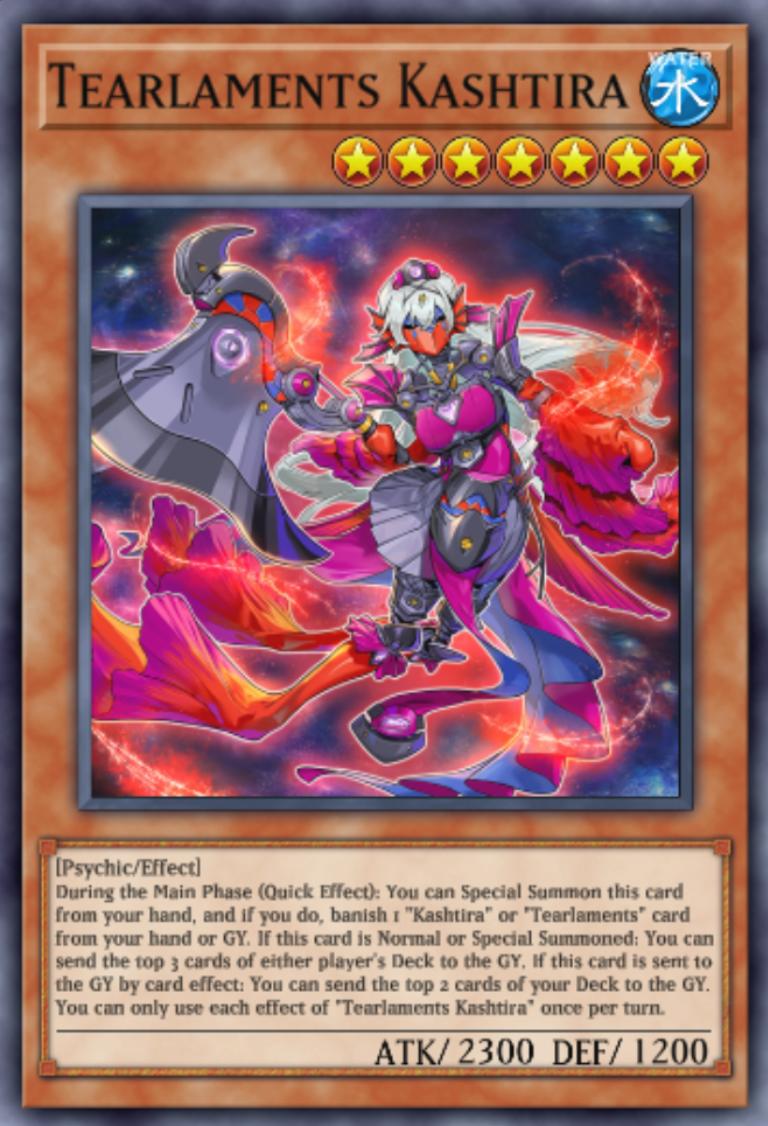 Tearlaments Kashtira
WATER
水
[Psychic/Effect]
During the Main Phase (Quick Effect): You can Special Summon this card
from your hand, and if you do, banish 1 "Kashtira" or "Tearlaments" card
from your hand or GY. If this card is Normal or Special Summoned: You can
send the top 3 cards of either player's Deck to the GY. If this card is sent to
the GY by card effect: You can send the top 2 cards of your Deck to the GY.
You can only use each effect of "Tearlaments Kashtira" once per turn.
ATK/ 2300 DEF/ 1200